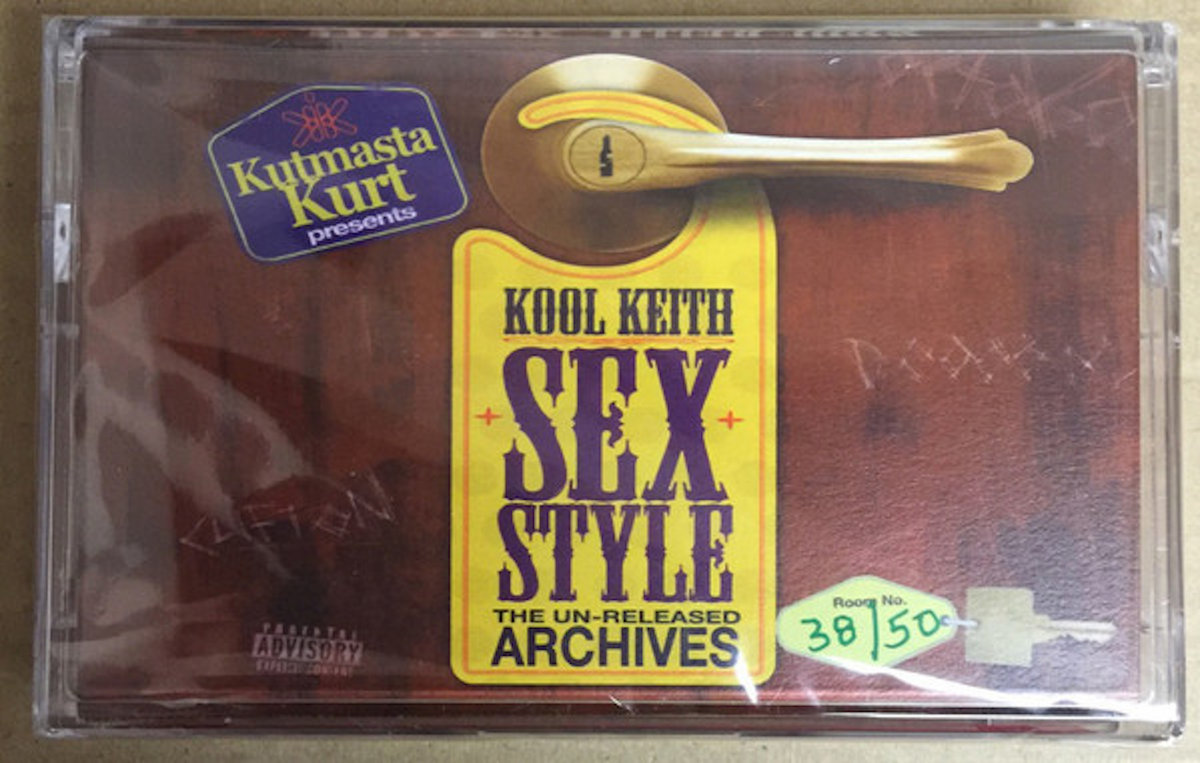 Kutmasta
Kurt
presents
KOOL KEITH
SEX
STYLE
THE UN-RELEASED
ARCHIVES
PARENTAL
ADVISORY
EXPLICIT CONTENT
Room No.
38/50